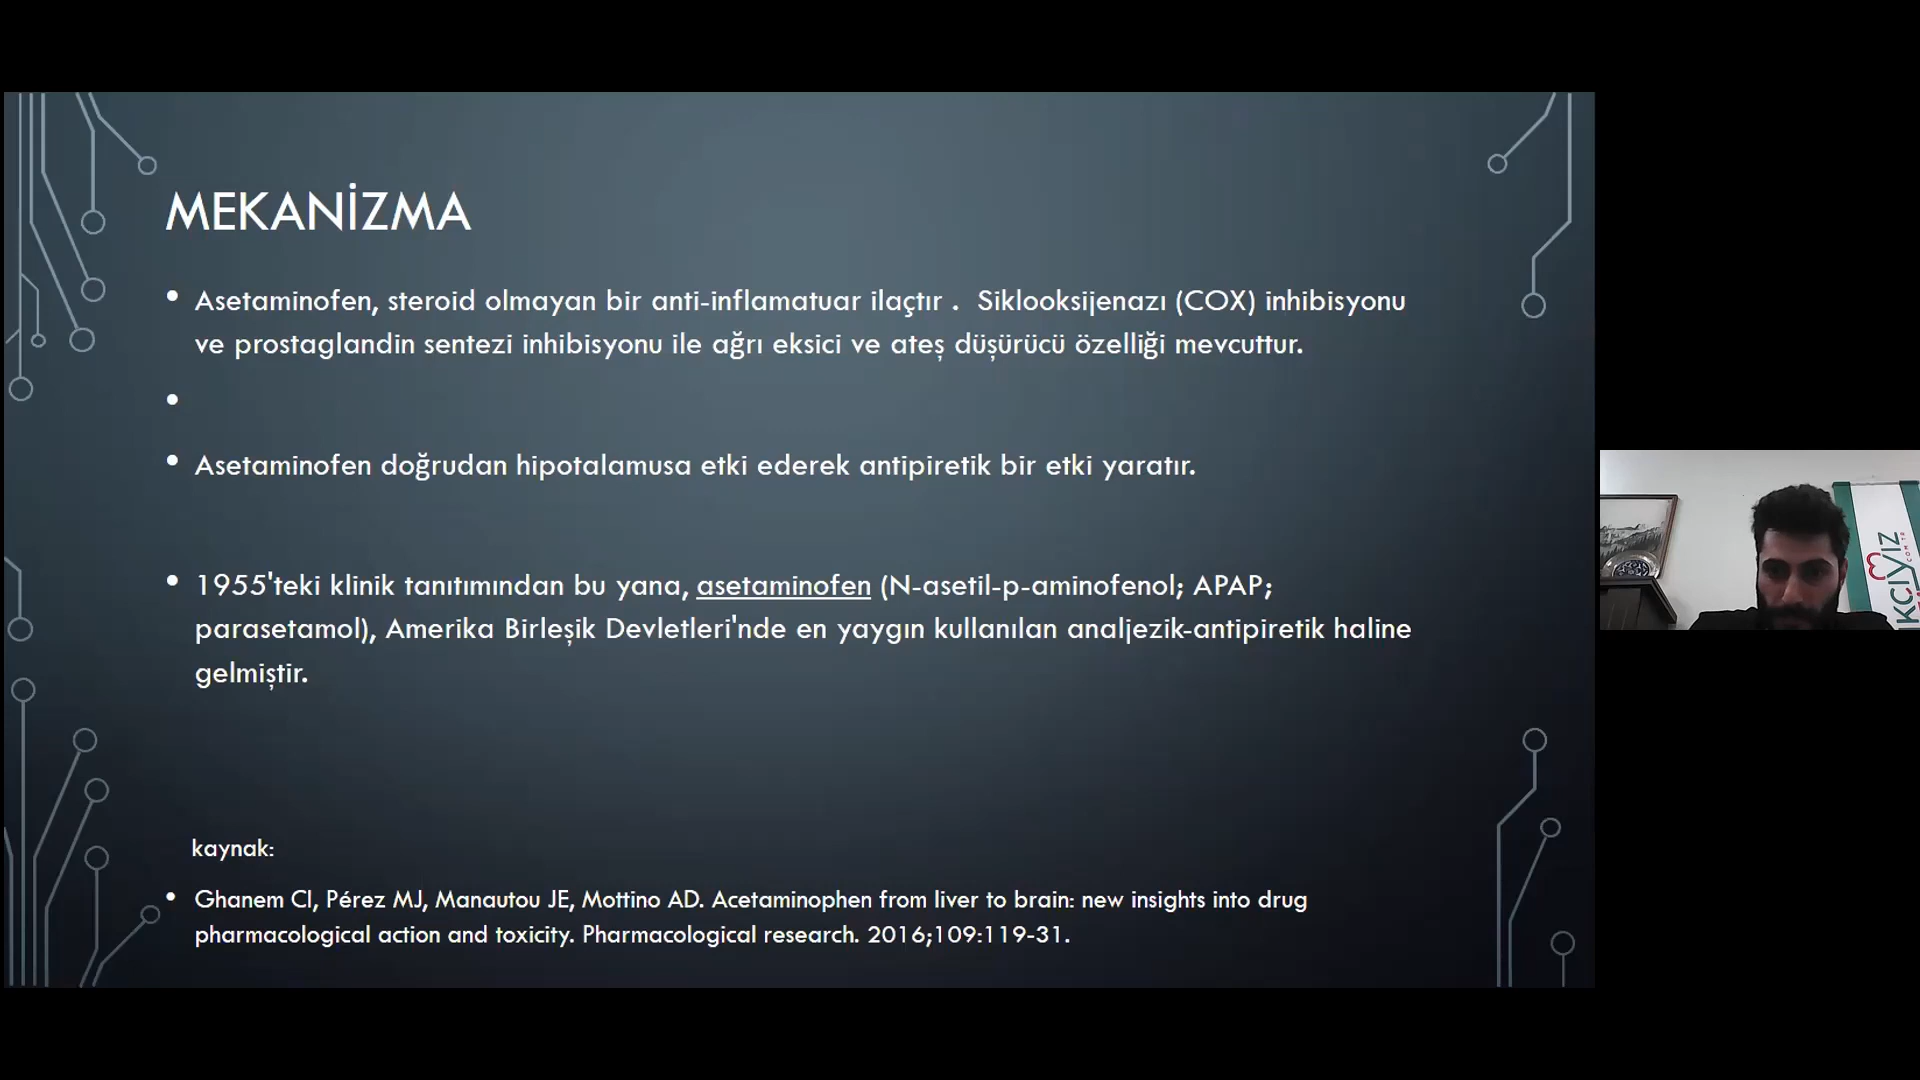 MEKANİZMA
• Asetaminofen, steroid olmayan bir anti-inflamatuar ilaçtır .  Siklooksijenazı (COX) inhibisyonu
ve prostaglandin sentezi inhibisyonu ile ağrı eksici ve ateş düşürücü özelliği mevcuttur.
•
• Asetaminofen doğrudan hipotalamusa etki ederek antipiretik bir etki yaratır.
• 1955'teki klinik tanıtımından bu yana, asetaminofen (N-asetil-p-aminofenol; APAP;
parasetamol), Amerika Birleşik Devletleri'nde en yaygın kullanılan analjezik-antipiretik haline
gelmiştir.
kaynak:
• Ghanem CI, Pérez MJ, Manautou JE, Mottino AD. Acetaminophen from liver to brain: new insights into drug
pharmacological action and toxicity. Pharmacological research. 2016;109:119-31.
KCIYIZ